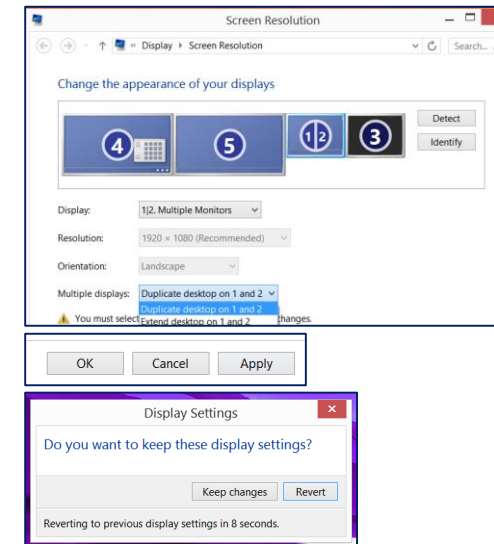 Screen Resolution
Display Screen Resolution
Search...
Change the appearance of your displays
4
5
1 2
3
Detect
Identify
Display: 1|2. Multiple Monitors
Resolution: 1920 × 1080 (Recommended)
Orientation: Landscape
Multiple displays: Duplicate desktop on 1 and 2
Duplicate desktop on 1 and 2
You must select Extend desktop on 1 and 2 changes.
OK Cancel Apply
Display Settings
Do you want to keep these display settings?
Keep changes Revert
Reverting to previous display settings in 8 seconds.